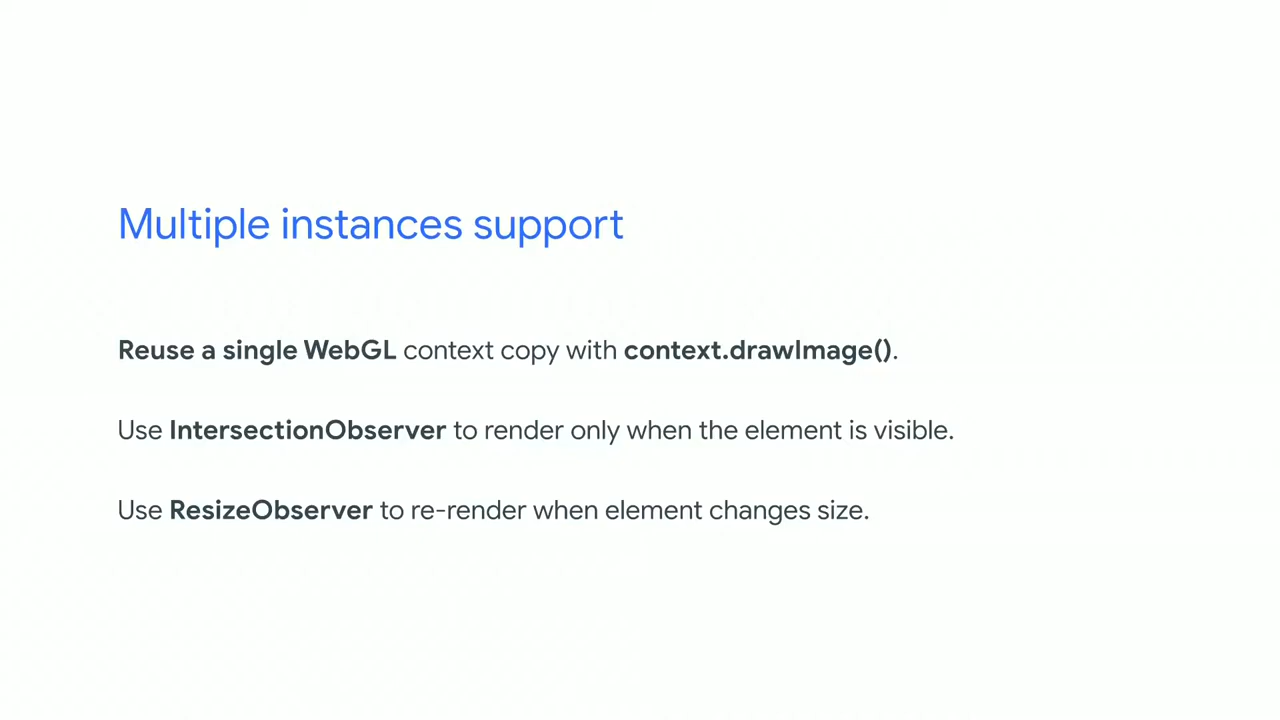 Multiple instances support
Reuse a single WebGL context copy with context.drawImage().
Use IntersectionObserver to render only when the element is visible.
Use ResizeObserver to re-render when element changes size.